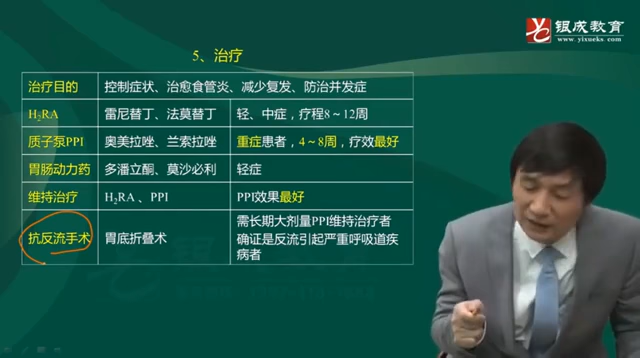 银成教育
www.yixueks.com
5、治疗
治疗目的 控制症状、治愈食管炎、减少复发、防治并发症
H₂RA 雷尼替丁、法莫替丁 轻、中症，疗程8～12周
质子泵PPI 奥美拉唑、兰索拉唑 重症患者，4～8周，疗效最好
胃肠动力药 多潘立酮、莫沙必利 轻症
维持治疗 H₂RA 、PPI PPI效果最好
抗反流手术 胃底折叠术 需长期大剂量PPI维持治疗者
确证是反流引起严重呼吸道疾
病者